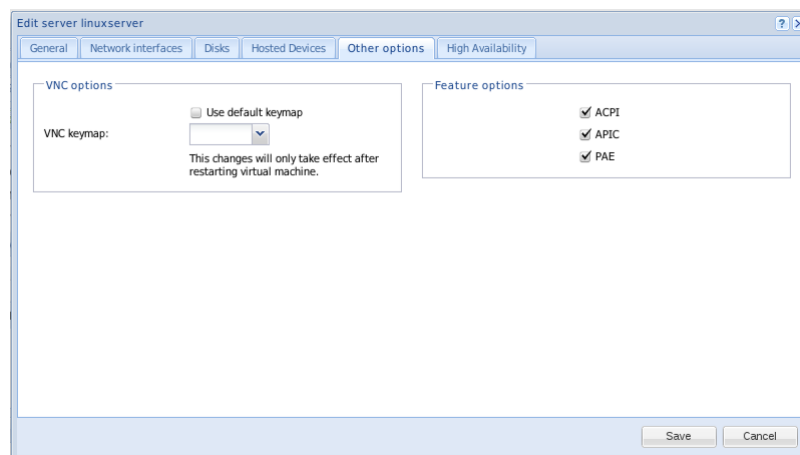 Edit server linuxserver
General Network interfaces Disks Hosted Devices Other options High Availability
VNC options
Use default keymap
VNC keymap:
This changes will only take effect after
restarting virtual machine.
Feature options
ACPI
APIC
PAE
Save Cancel